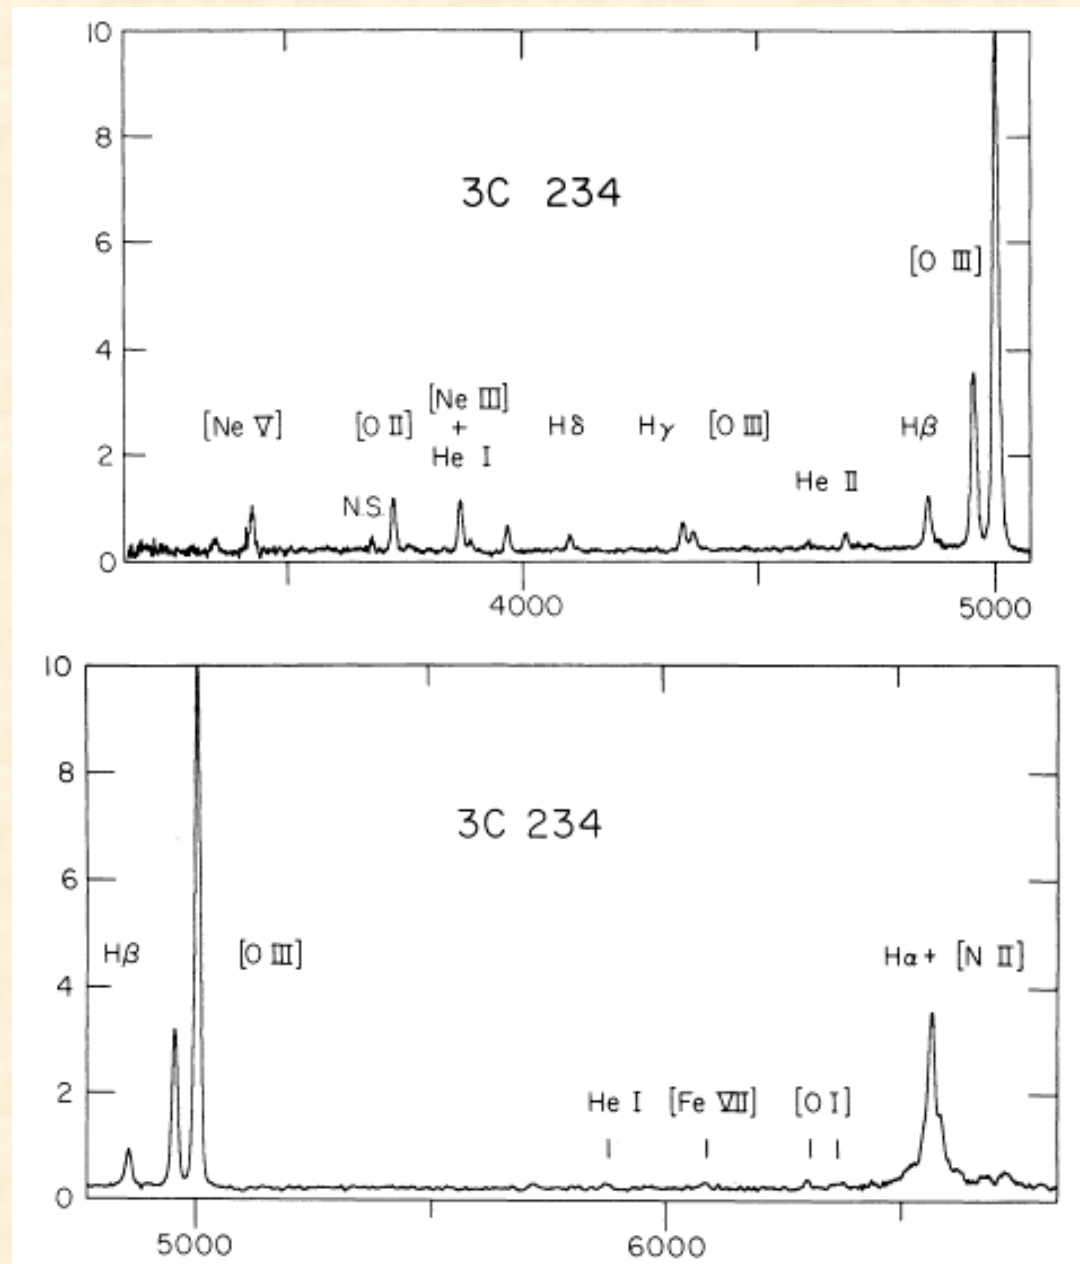 10
8
3C 234
6
[O III]
4
[Ne III]
[Ne V] [O II] + Hδ Hγ [O III] Hβ
2 He I
He II
N.S.
0
4000 5000
10
8
3C 234
6
Hβ [O III] Hα + [N II]
4
2
He I [Fe VII] [O I]
0
5000 6000